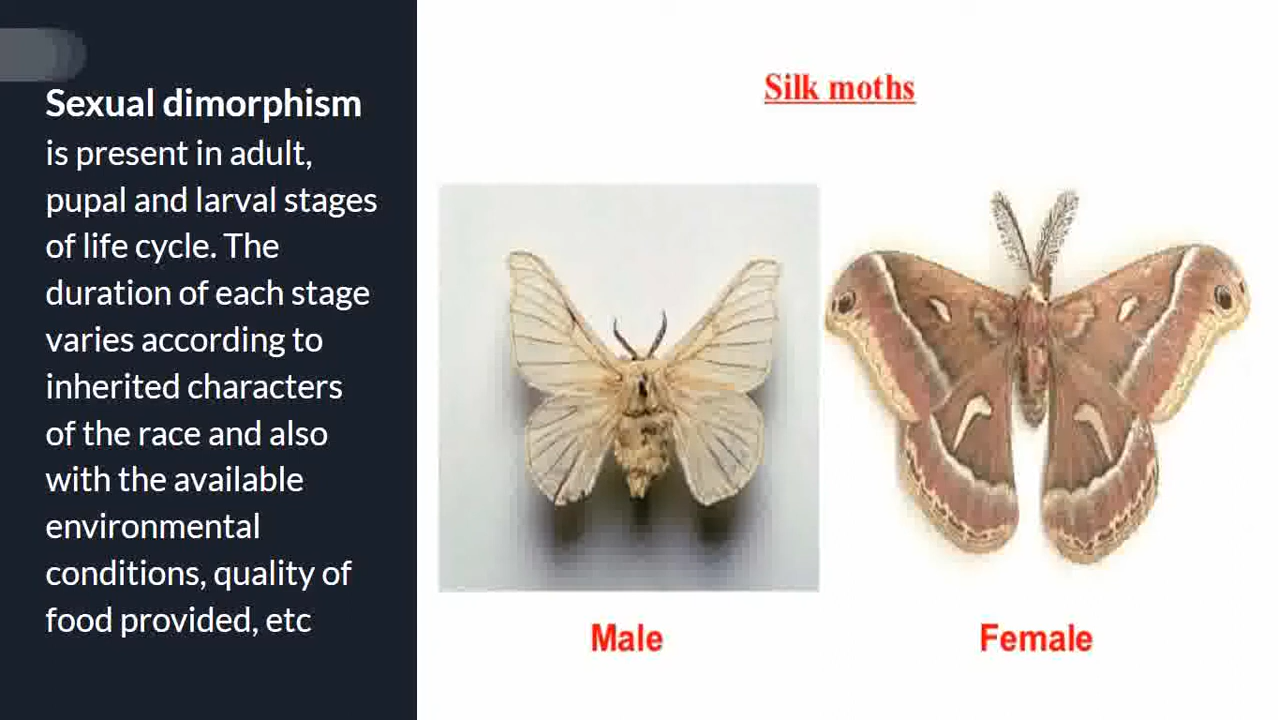 Sexual dimorphism
is present in adult,
pupal and larval stages
of life cycle. The
duration of each stage
varies according to
inherited characters
of the race and also
with the available
environmental
conditions, quality of
food provided, etc
Silk moths
Male
Female